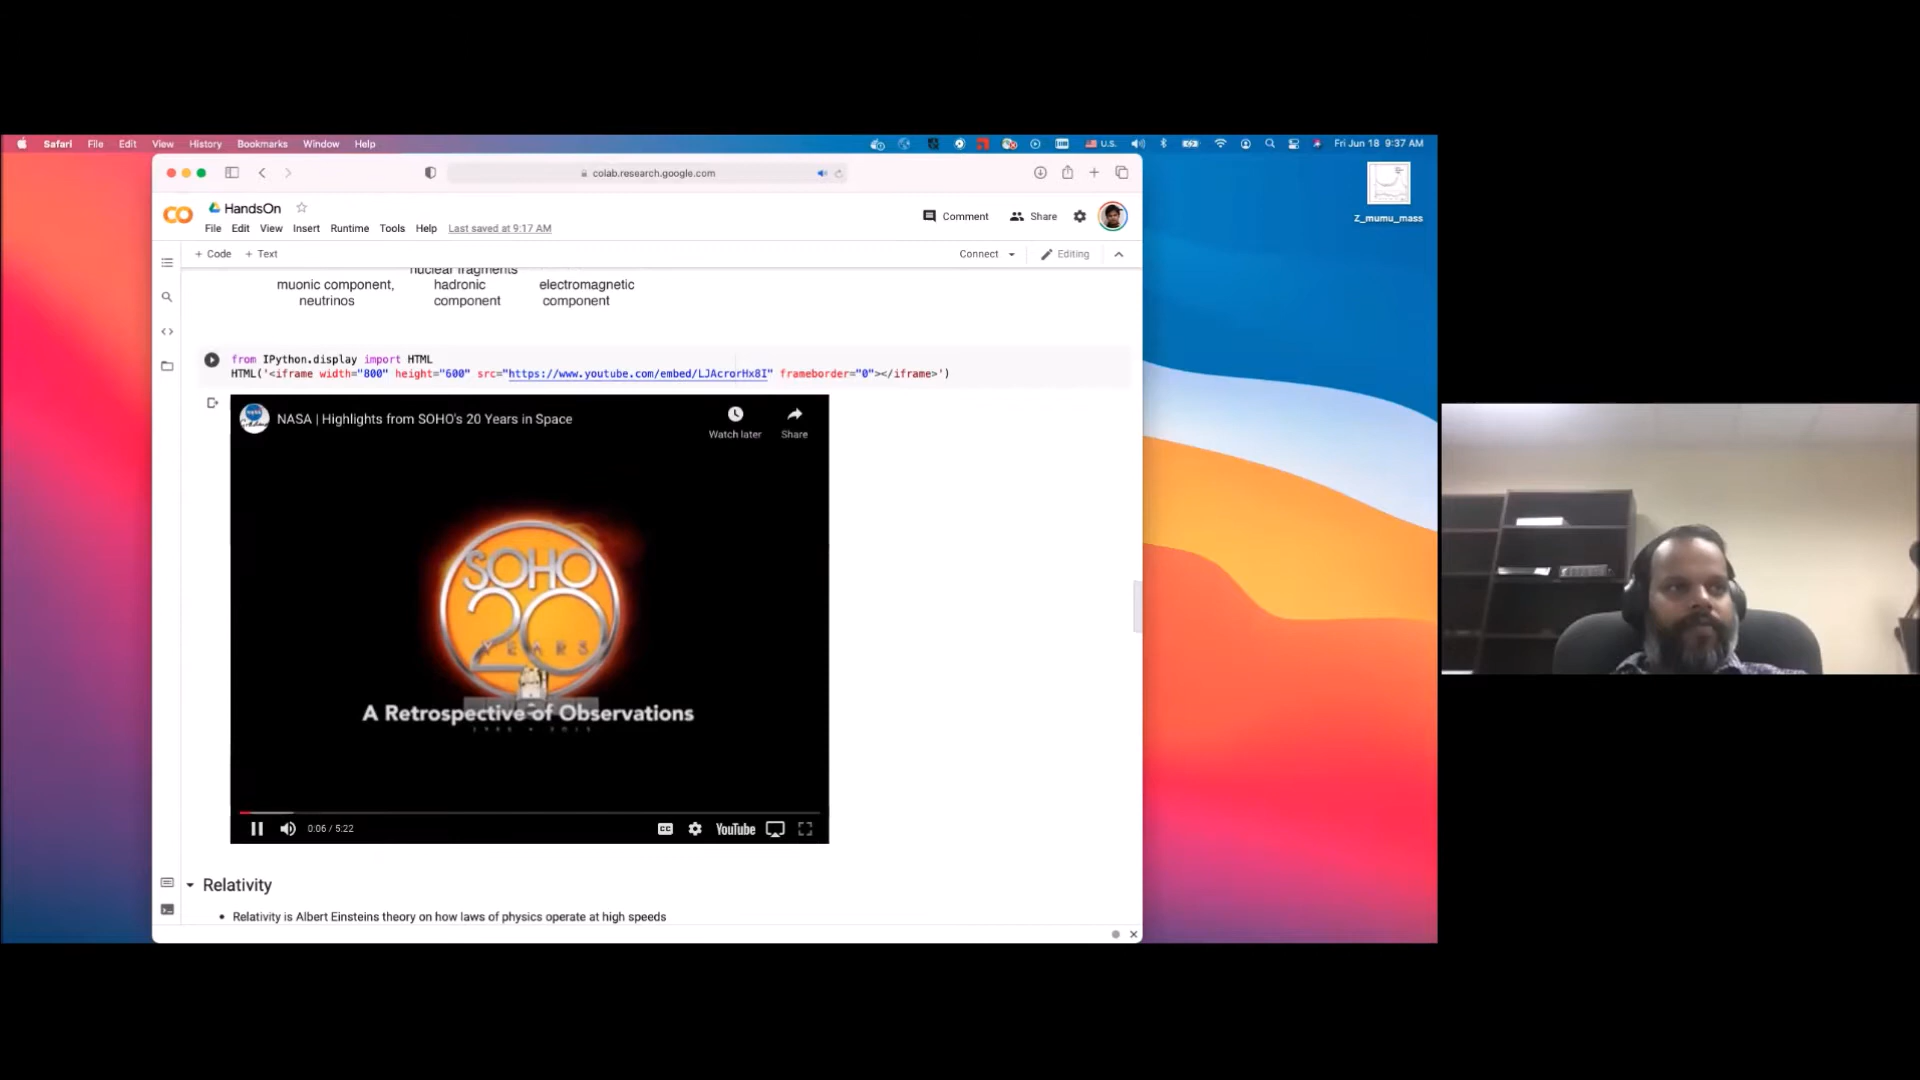 Safari File Edit View History Bookmarks Window Help U.S. Fri Jun 18 9:37 AM
colab.research.google.com
Z_mumu_mass
CO HandsOn
Comment Share
File Edit View Insert Runtime Tools Help Last saved at 9:17 AM
+ Code + Text Connect Editing
nuclear fragments
muonic component, hadronic electromagnetic
neutrinos component component
from IPython.display import HTML
HTML('<iframe width="800" height="600" src="https://www.youtube.com/embed/LJAcrorHx8I" frameborder="0"></iframe>')
NASA | Highlights from SOHO's 20 Years in Space
Watch later Share
SOHO
20
YEARS
A Retrospective of Observations
0:06 / 5:22 CC YouTube
Relativity
• Relativity is Albert Einsteins theory on how laws of physics operate at high speeds